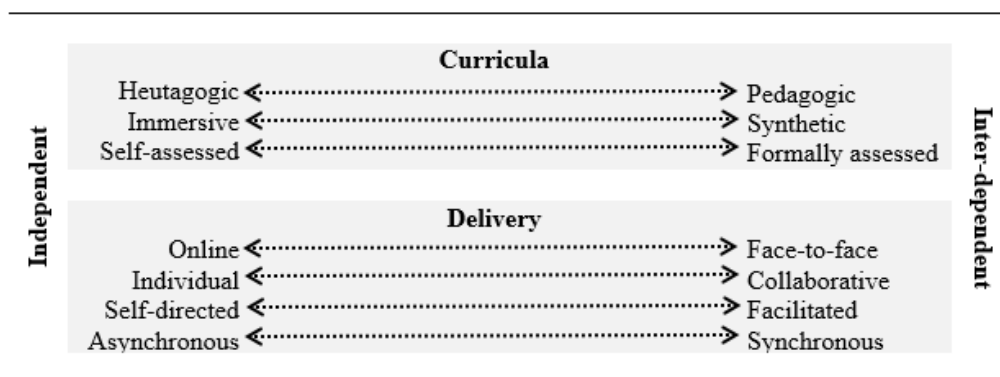 Curricula
Heutagogic Pedagogic
Immersive Synthetic
Self-assessed Formally assessed
Independent
Inter-dependent
Delivery
Online Face-to-face
Individual Collaborative
Self-directed Facilitated
Asynchronous Synchronous